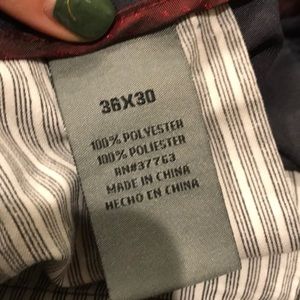 36X30
100% POLYESTER
100% POLIESTER
RN#37763
MADE IN CHINA
HECHO EN CHINA